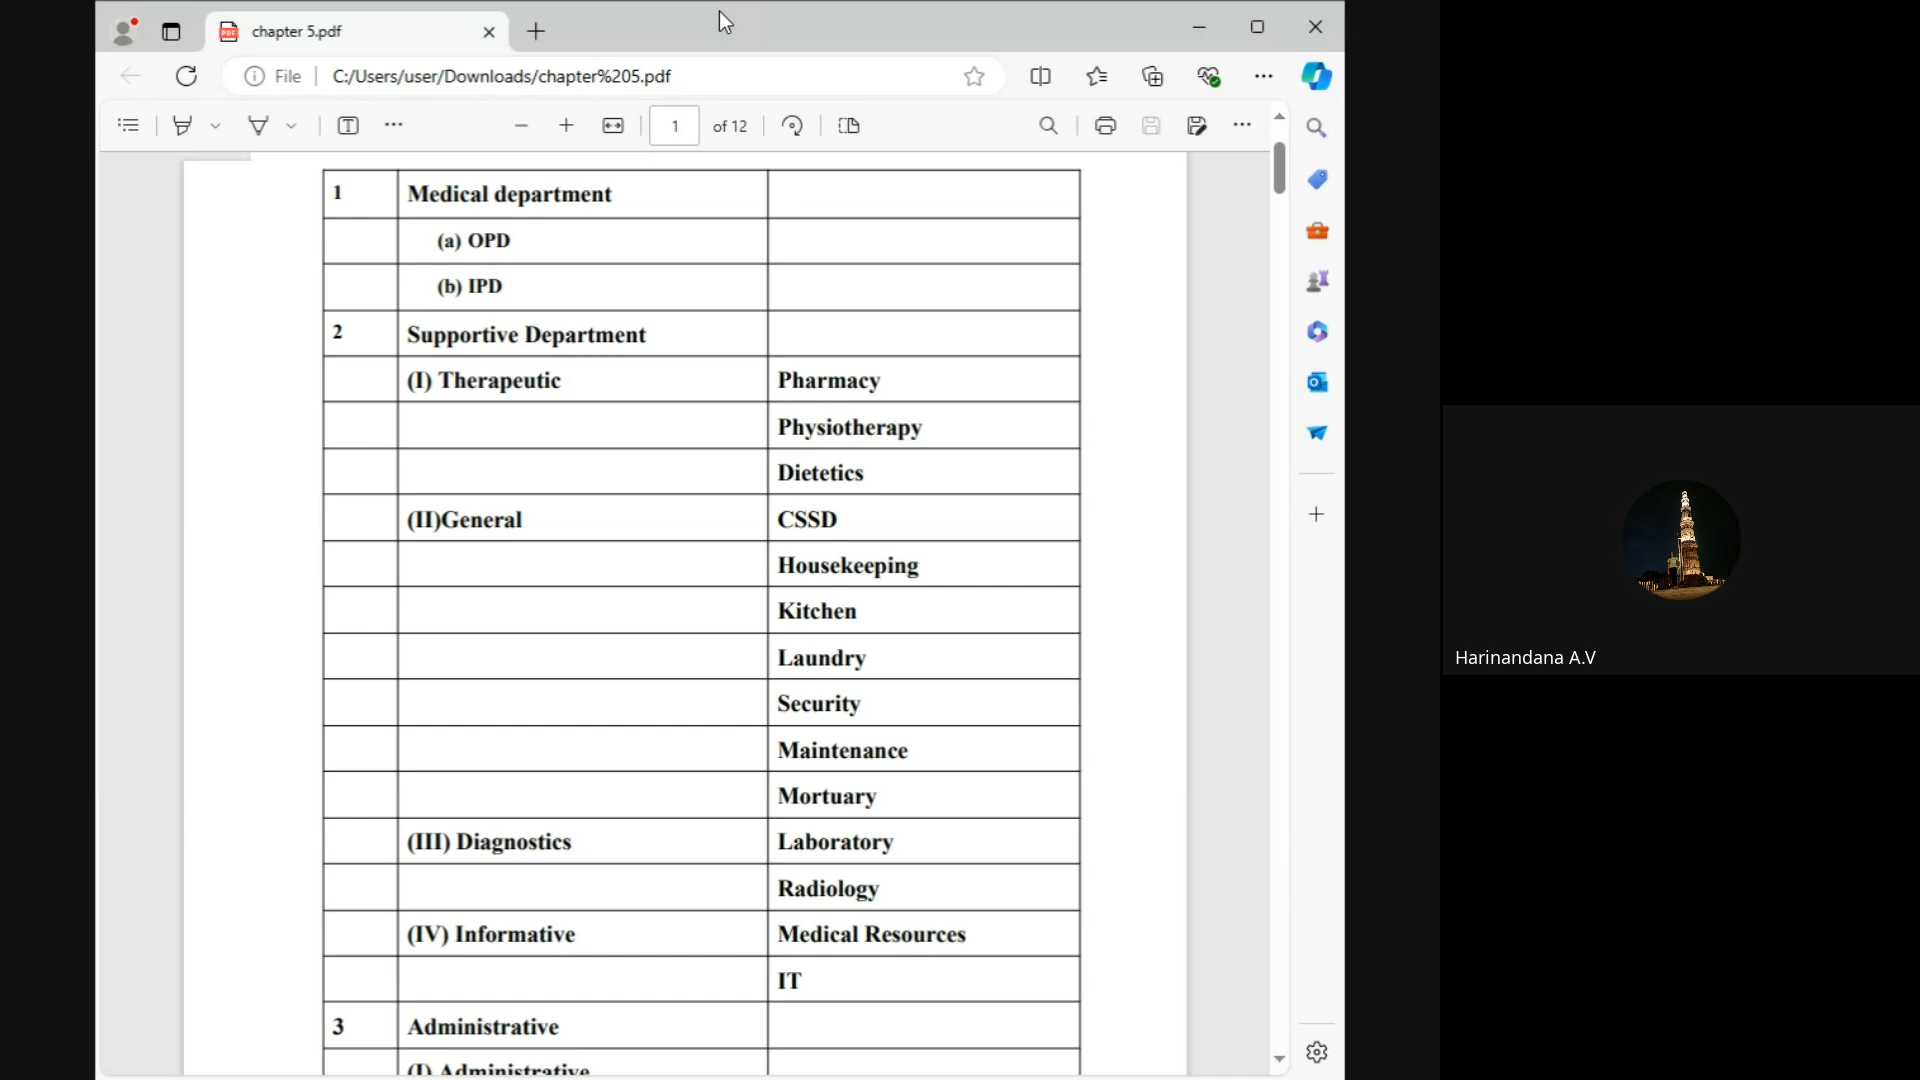 chapter 5.pdf
File
C:/Users/user/Downloads/chapter%205.pdf
1 of 12
1 Medical department
(a) OPD
(b) IPD
2 Supportive Department
(I) Therapeutic Pharmacy
Physiotherapy
Dietetics
(II)General CSSD
Housekeeping
Kitchen
Laundry
Security
Maintenance
Mortuary
(III) Diagnostics Laboratory
Radiology
(IV) Informative Medical Resources
IT
3 Administrative
(I) Administrative
Harinandana A.V